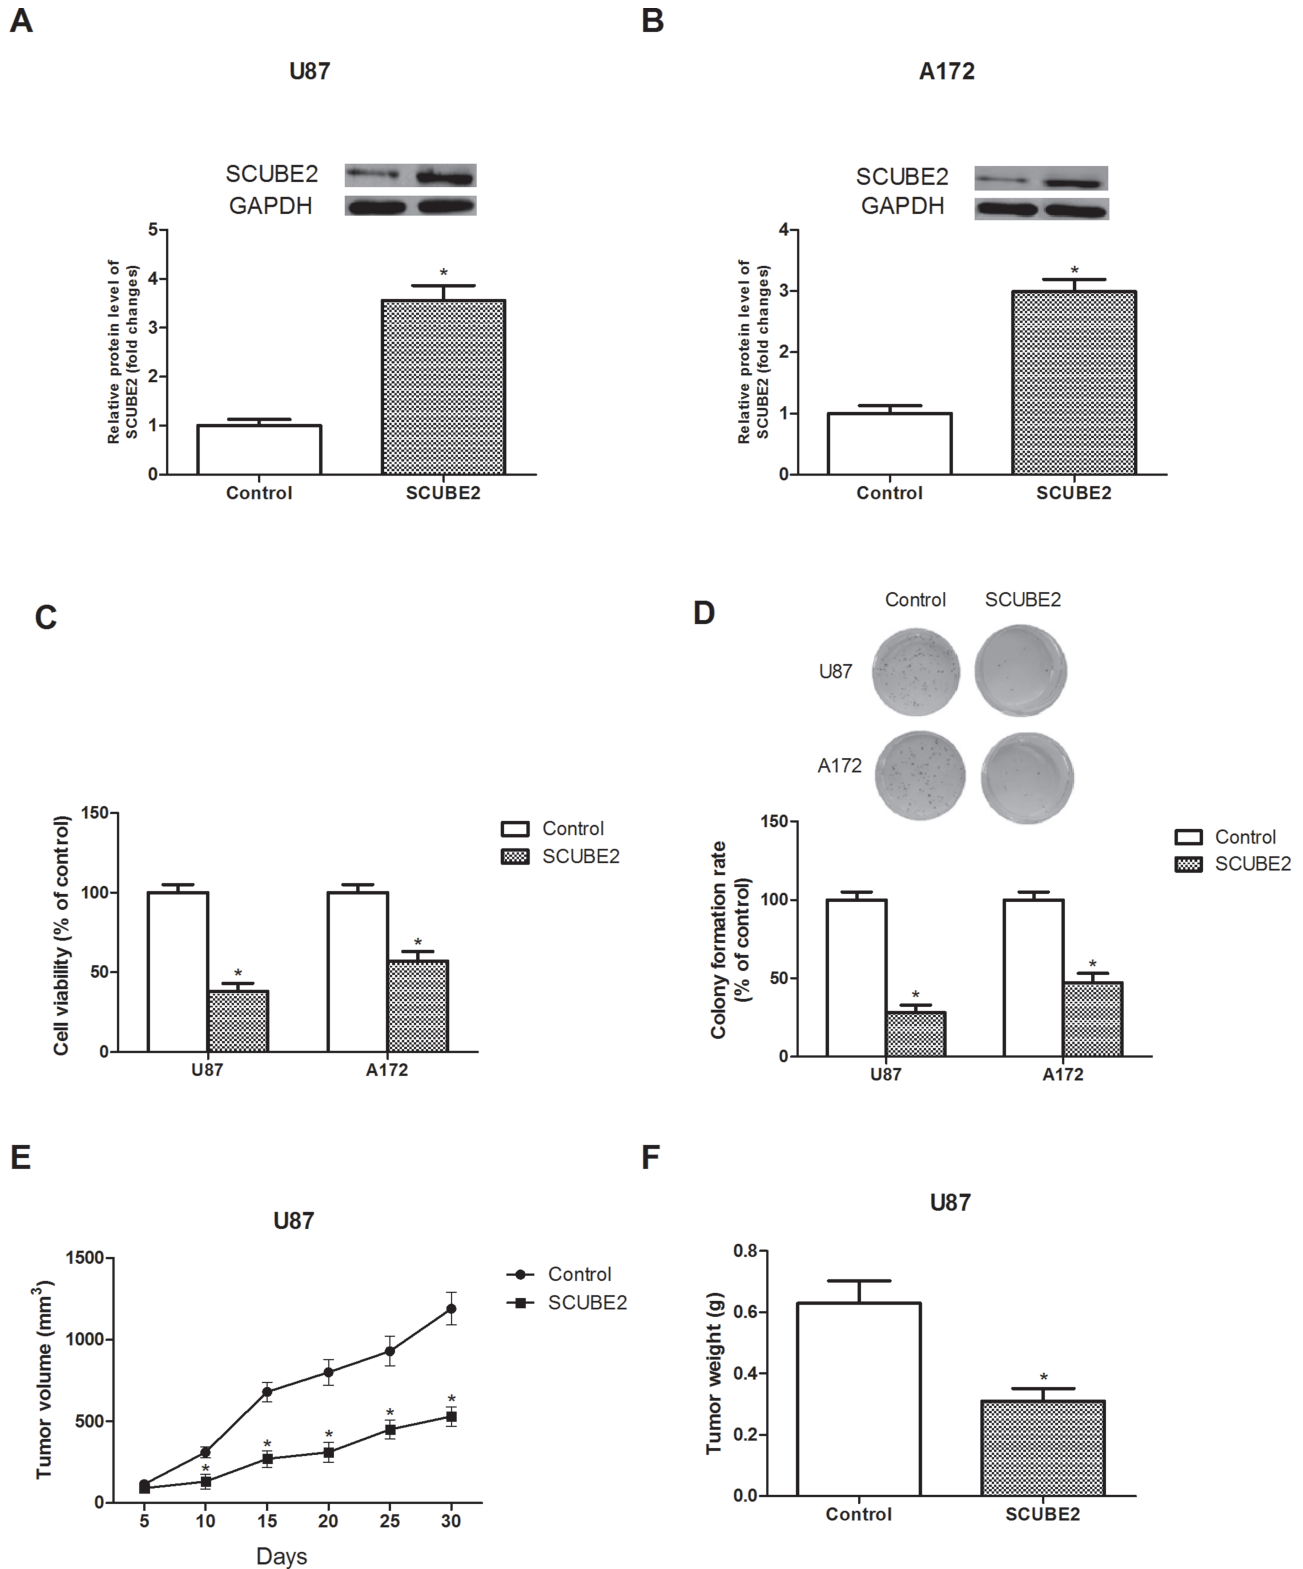 A
U87
SCUBE2
GAPDH
Relative protein level of
SCUBE2 (fold changes)
5
4
3
2
1
0
*
Control
SCUBE2
B
A172
SCUBE2
GAPDH
Relative protein level of
SCUBE2 (fold changes)
4
3
2
1
0
*
Control
SCUBE2
C
Cell viability (% of control)
150
100
50
0
*
*
U87
A172
Control
SCUBE2
D
Control
SCUBE2
U87
A172
Colony formation rate
(% of control)
150
100
50
0
*
*
U87
A172
Control
SCUBE2
E
U87
Tumor volume (mm³)
1500
1000
500
0
*
*
*
*
*
5
10
15
20
25
30
Days
Control
SCUBE2
F
U87
Tumor weight (g)
0.8
0.6
0.4
0.2
0.0
*
Control
SCUBE2